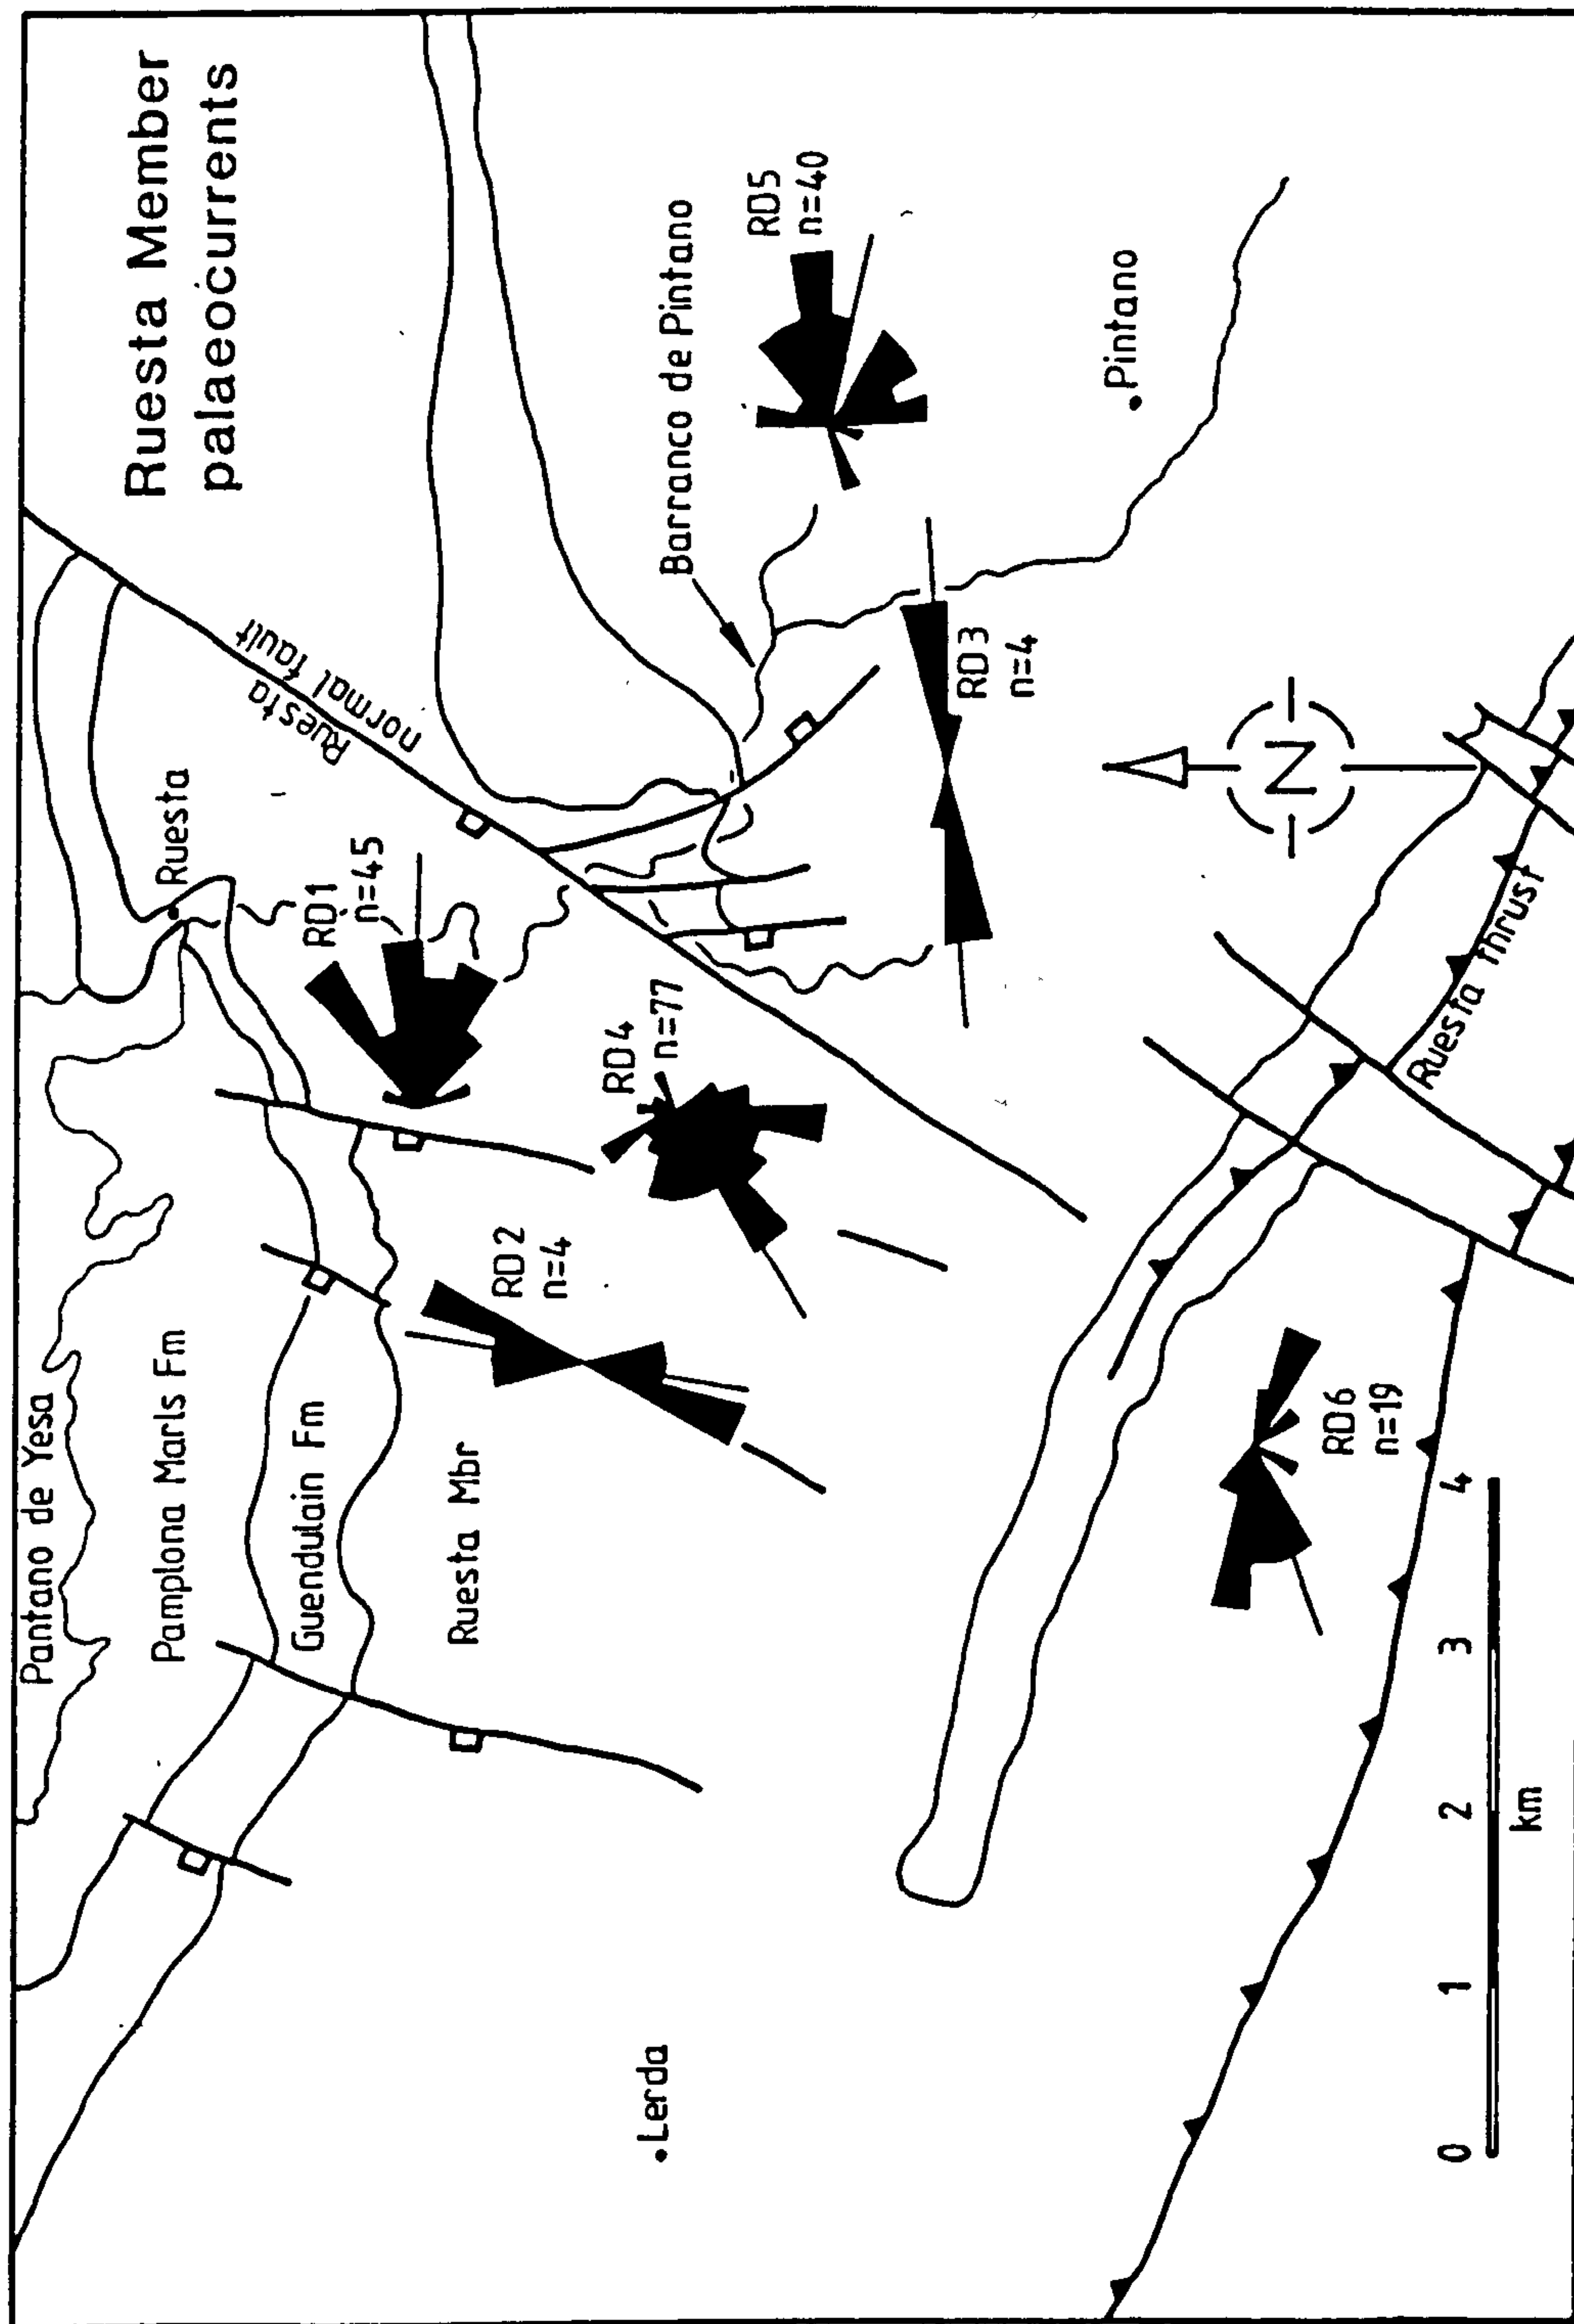 Ruesta Member
palaeocurrents
Pantano de Yesa
Pamplona Marls Fm
Guendulain Fm
Ruesta Mbr
Ruesta
Ruesta
normal fault
RD1
n=45
RD2
n=4
RD4
n=77
Barranco de Pintano
RD5
n=40
RD3
n=4
Lerda
Pintano
N
RD6
n=19
Ruesta Thrust
0 1 2 3 4
km